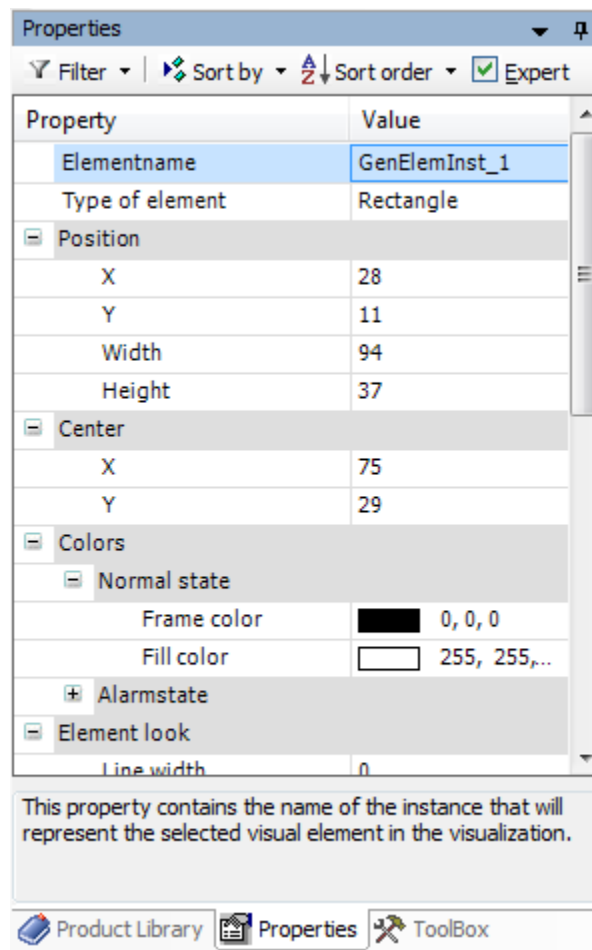 Properties
Filter Sort by A Z Sort order Expert
Property Value
Elementname GenElemInst_1
Type of element Rectangle
Position
X 28
Y 11
Width 94
Height 37
Center
X 75
Y 29
Colors
Normal state
Frame color 0, 0, 0
Fill color 255, 255,...
Alarmstate
Element look
Line width 0
This property contains the name of the instance that will
represent the selected visual element in the visualization.
Product Library Properties ToolBox